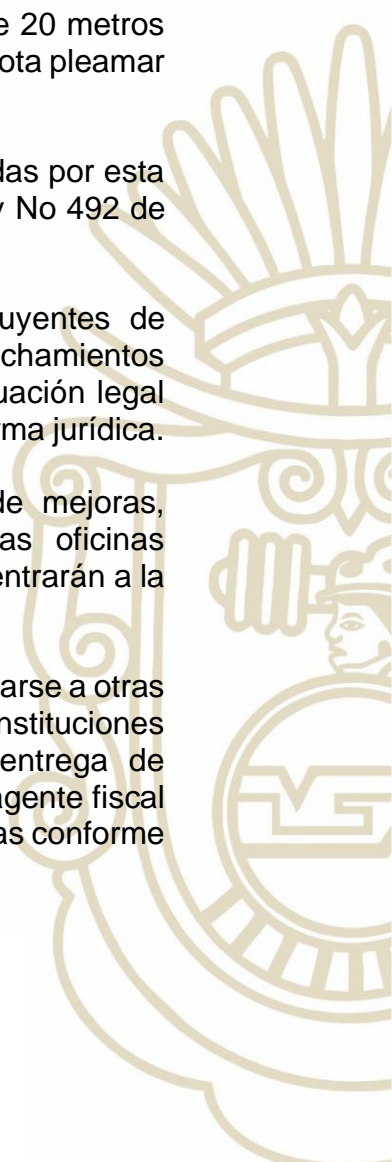 e 20 metros
ota pleamar
das por esta
y No 492 de
uyentes de
chamientos
uación legal
rma jurídica.
de mejoras,
as oficinas
entrarán a la
arse a otras
nstituciones
entrega de
agente fiscal
as conforme